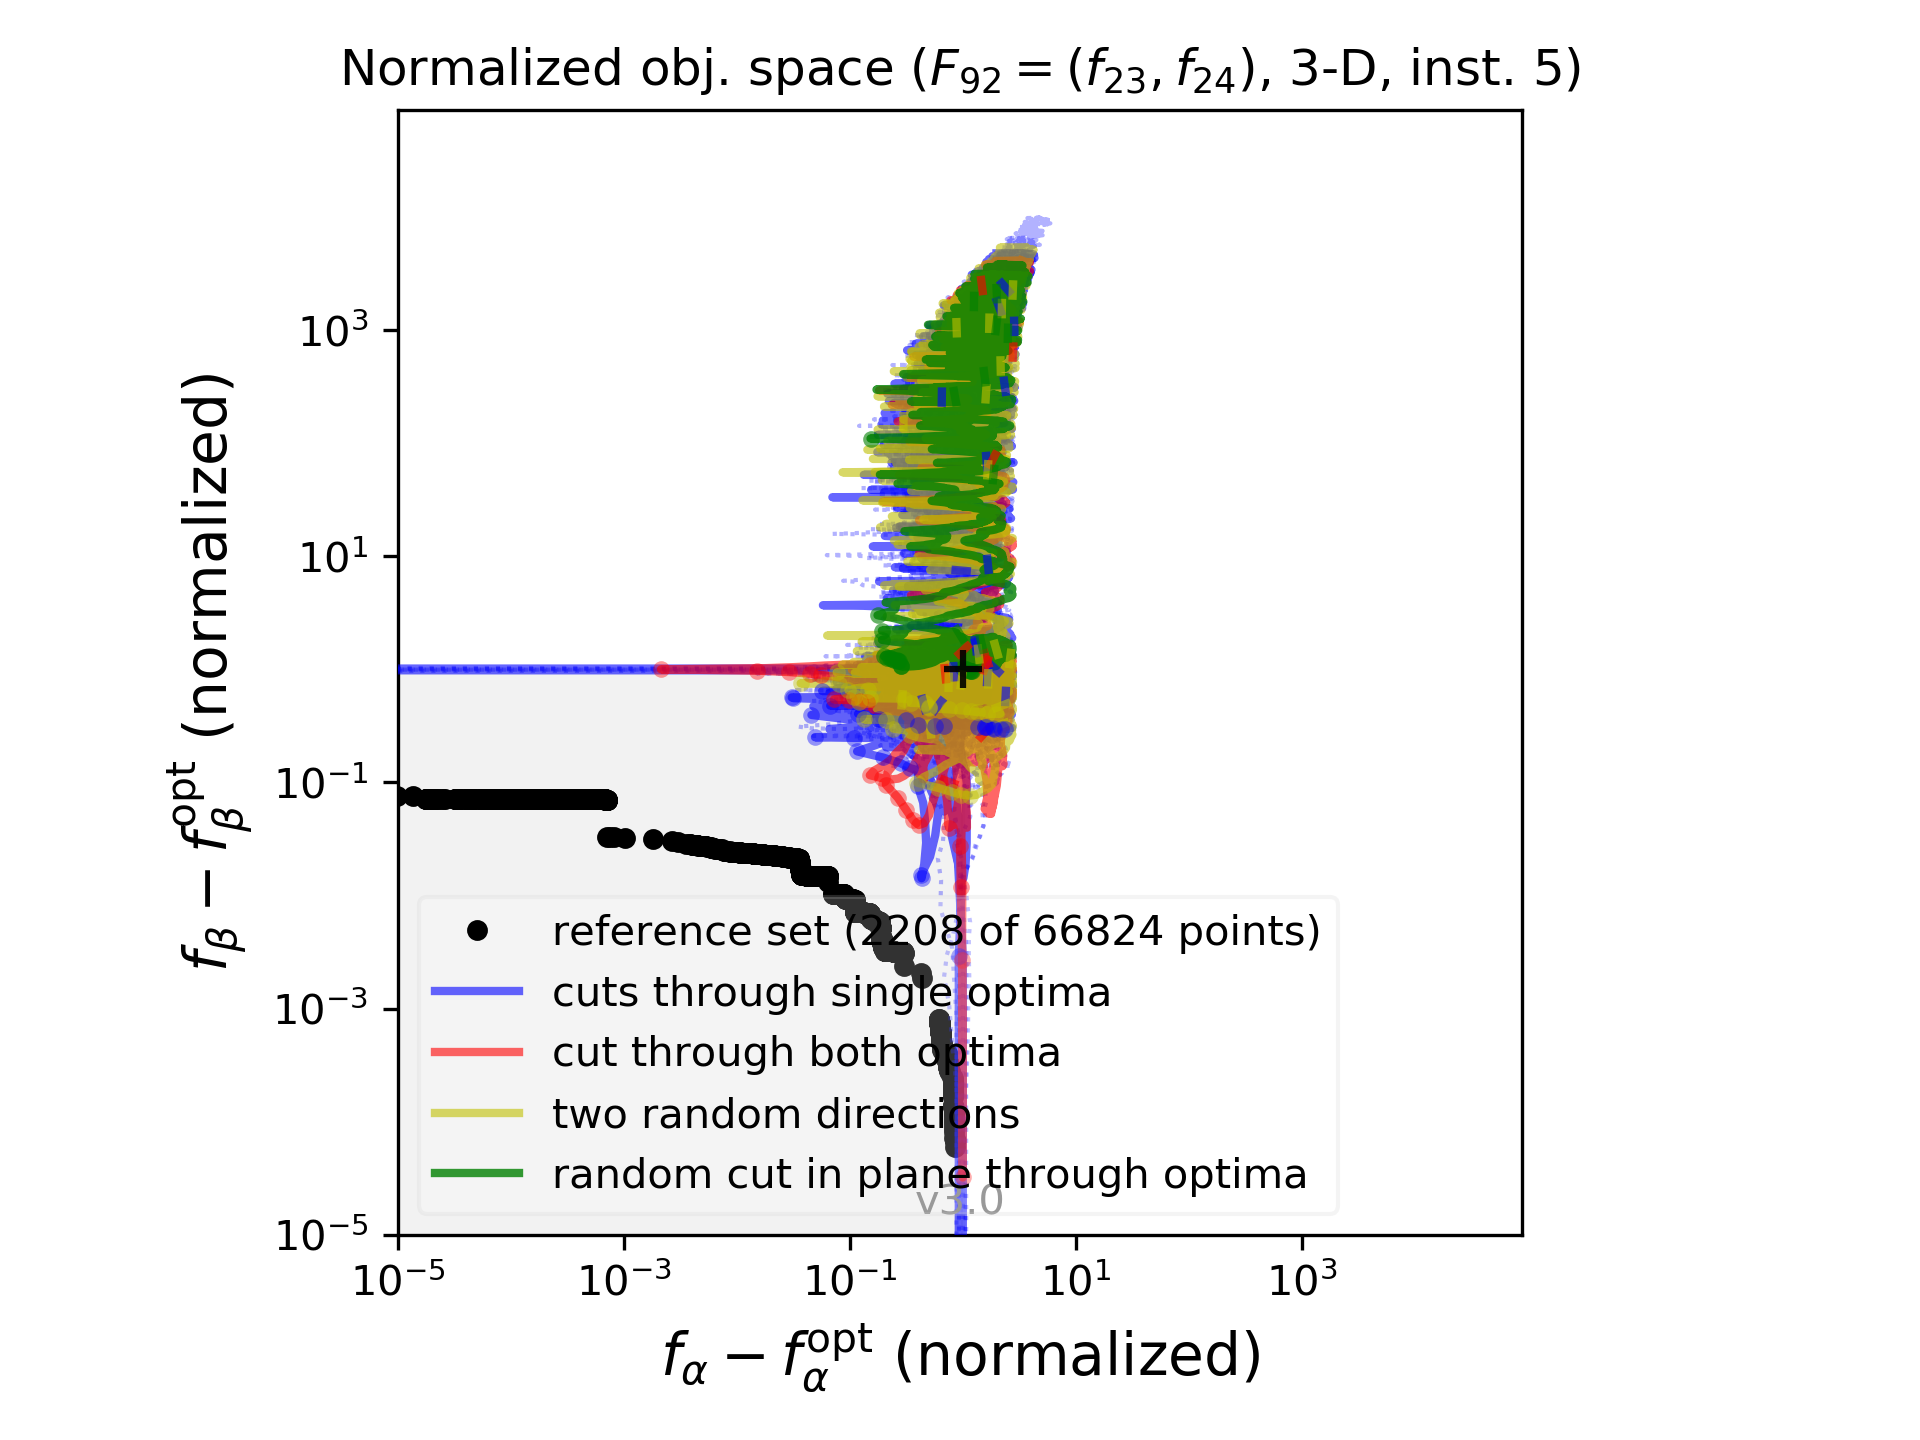 Normalized obj. space (F₉₂ = (f₂₃, f₂₄), 3-D, inst. 5)
f_β − f_β^opt (normalized)
10³
10¹
10⁻¹
10⁻³
10⁻⁵
reference set (2208 of 66824 points)
cuts through single optima
cut through both optima
two random directions
random cut in plane through optima
v3.0
10⁻⁵
10⁻³
10⁻¹
10¹
10³
f_α − f_α^opt (normalized)